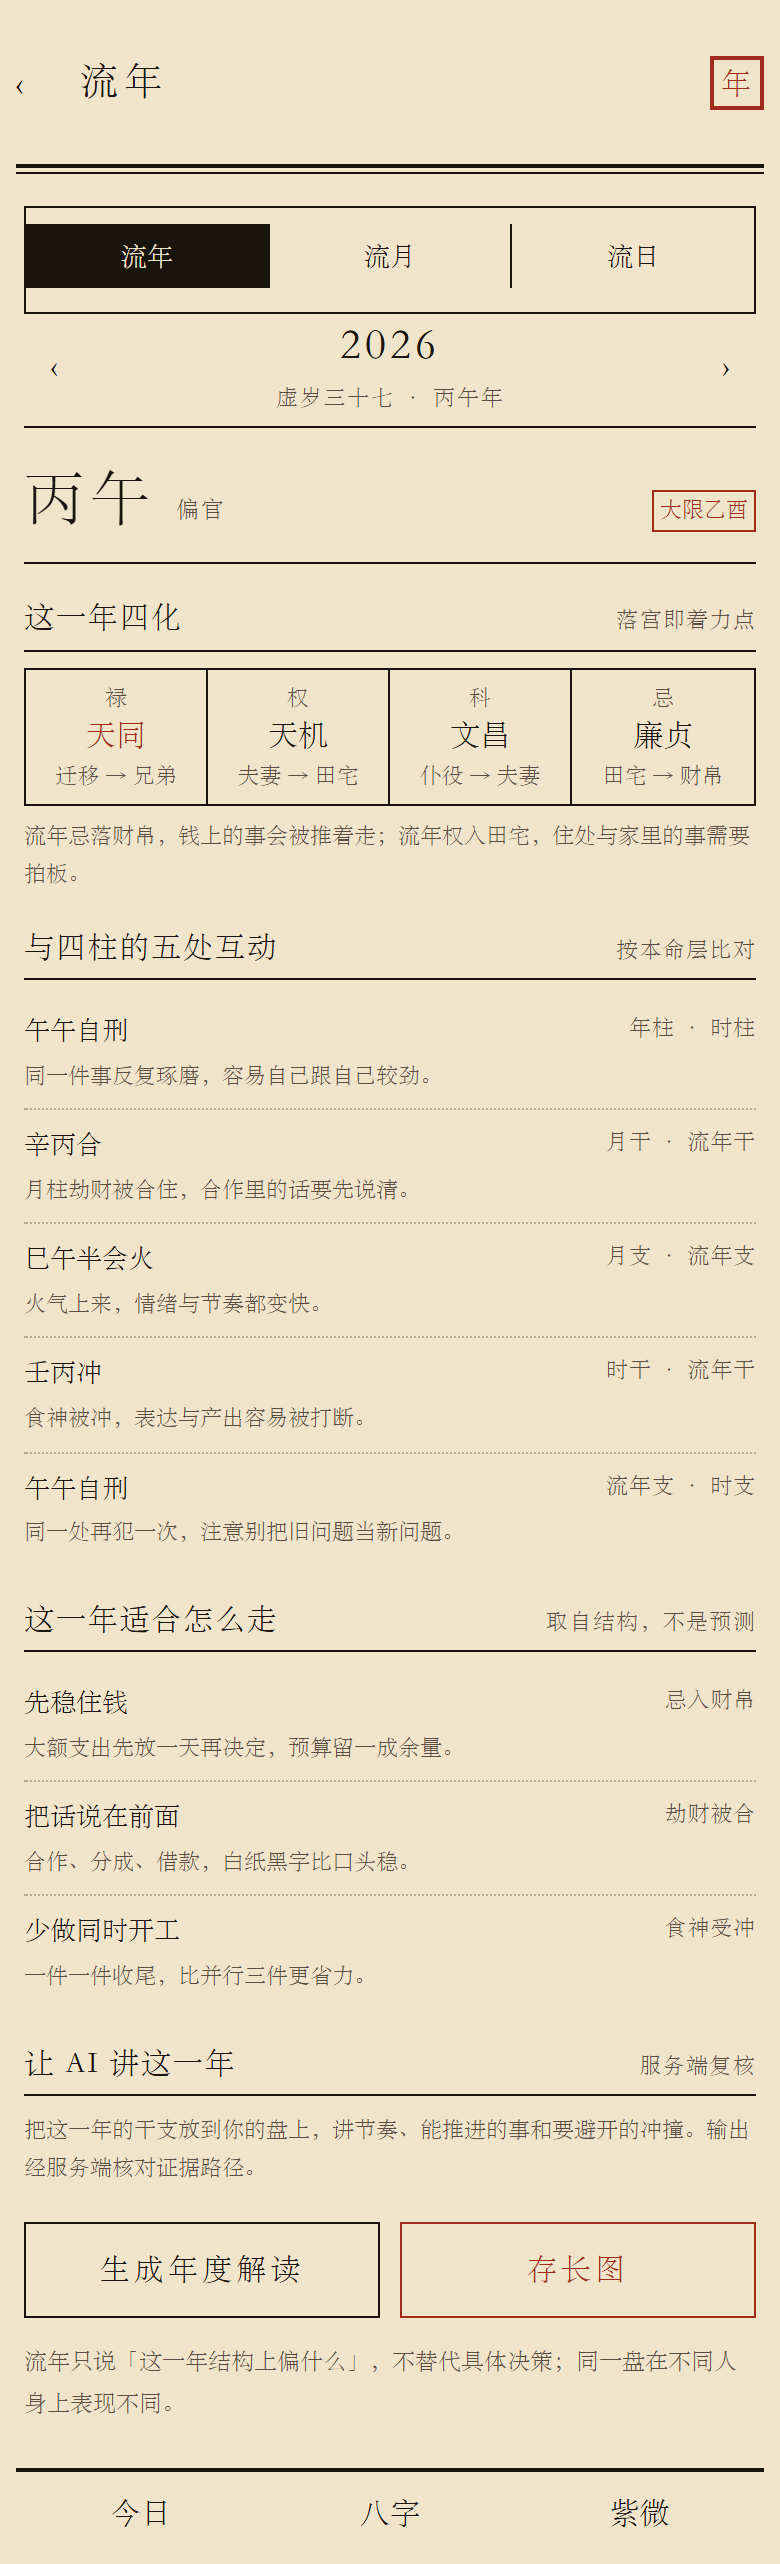 ‹ 流年 年
流年 流月 流日
2026
‹ ›
虚岁三十七 · 丙午年
丙午 偏官 大限乙酉
这一年四化 落宫即着力点
禄 权 科 忌
天同 天机 文昌 廉贞
迁移 → 兄弟 夫妻 → 田宅 仆役 → 夫妻 田宅 → 财帛
流年忌落财帛，钱上的事会被推着走；流年权入田宅，住处与家里的事需要
拍板。
与四柱的五处互动 按本命层比对
午午自刑 年柱 · 时柱
同一件事反复琢磨，容易自己跟自己较劲。
辛丙合 月干 · 流年干
月柱劫财被合住，合作里的话要先说清。
巳午半会火 月支 · 流年支
火气上来，情绪与节奏都变快。
壬丙冲 时干 · 流年干
食神被冲，表达与产出容易被打断。
午午自刑 流年支 · 时支
同一处再犯一次，注意别把旧问题当新问题。
这一年适合怎么走 取自结构，不是预测
先稳住钱 忌入财帛
大额支出先放一天再决定，预算留一成余量。
把话说在前面 劫财被合
合作、分成、借款，白纸黑字比口头稳。
少做同时开工 食神受冲
一件一件收尾，比并行三件更省力。
让 AI 讲这一年 服务端复核
把这一年的干支放到你的盘上，讲节奏、能推进的事和要避开的冲撞。输出
经服务端核对证据路径。
生成年度解读 存长图
流年只说「这一年结构上偏什么」，不替代具体决策；同一盘在不同人
身上表现不同。
今日 八字 紫微